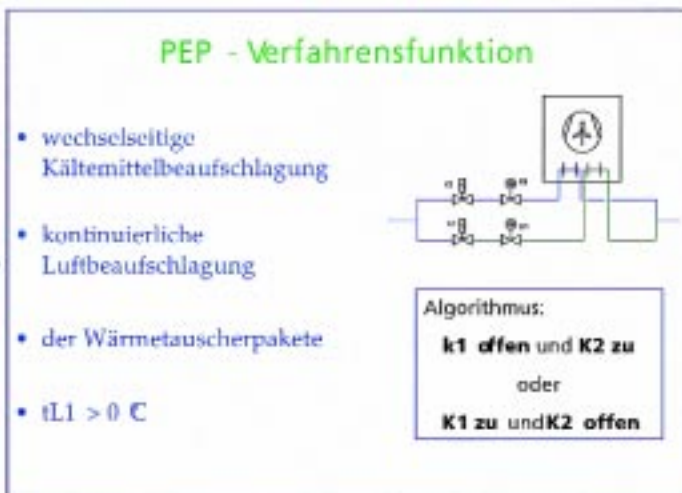 PEP - Verfahrensfunktion
• wechselseitige
Kältemittelbeaufschlagung
• kontinuierliche
Luftbeaufschlagung
• der Wärmetauscherpakete
• tL1 > 0 °C
Algorithmus:
k1 offen und K2 zu
oder
K1 zu und K2 offen